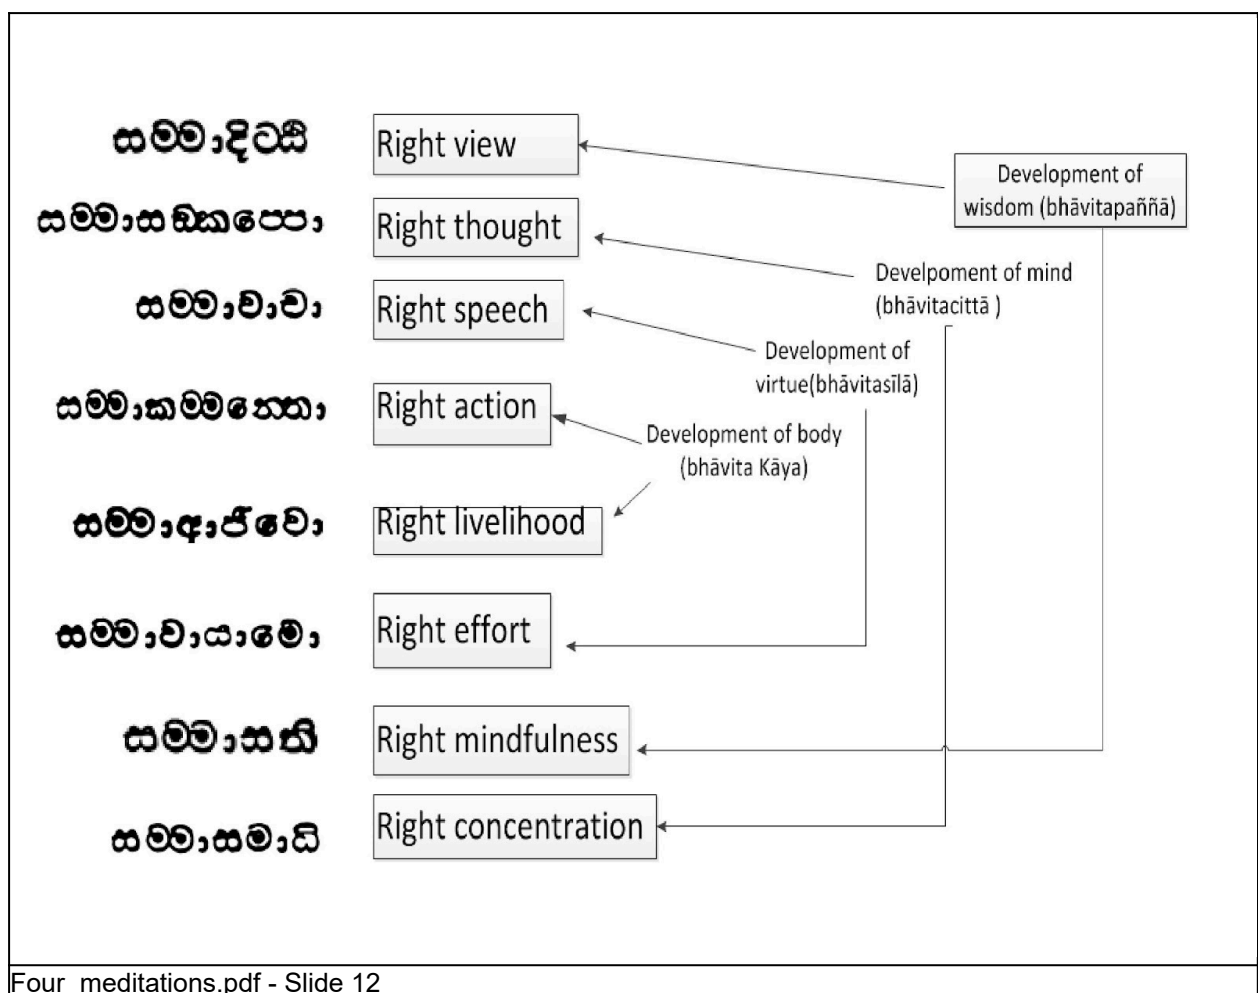 සම්මාදිට්ඨි
Right view
Development of
wisdom (bhāvitapaññā)
සම්මාසඞ්කප්පො
Right thought
Develpoment of mind
(bhāvitacittā )
සම්මාවාචා
Right speech
Development of
virtue(bhāvitasīlā)
සම්මාකම්මන්තො
Right action
Development of body
(bhāvita Kāya)
සම්මාආජීවො
Right livelihood
සම්මාවායාමො
Right effort
සම්මාසති
Right mindfulness
සම්මාසමාධි
Right concentration
Four_meditations.pdf - Slide 12